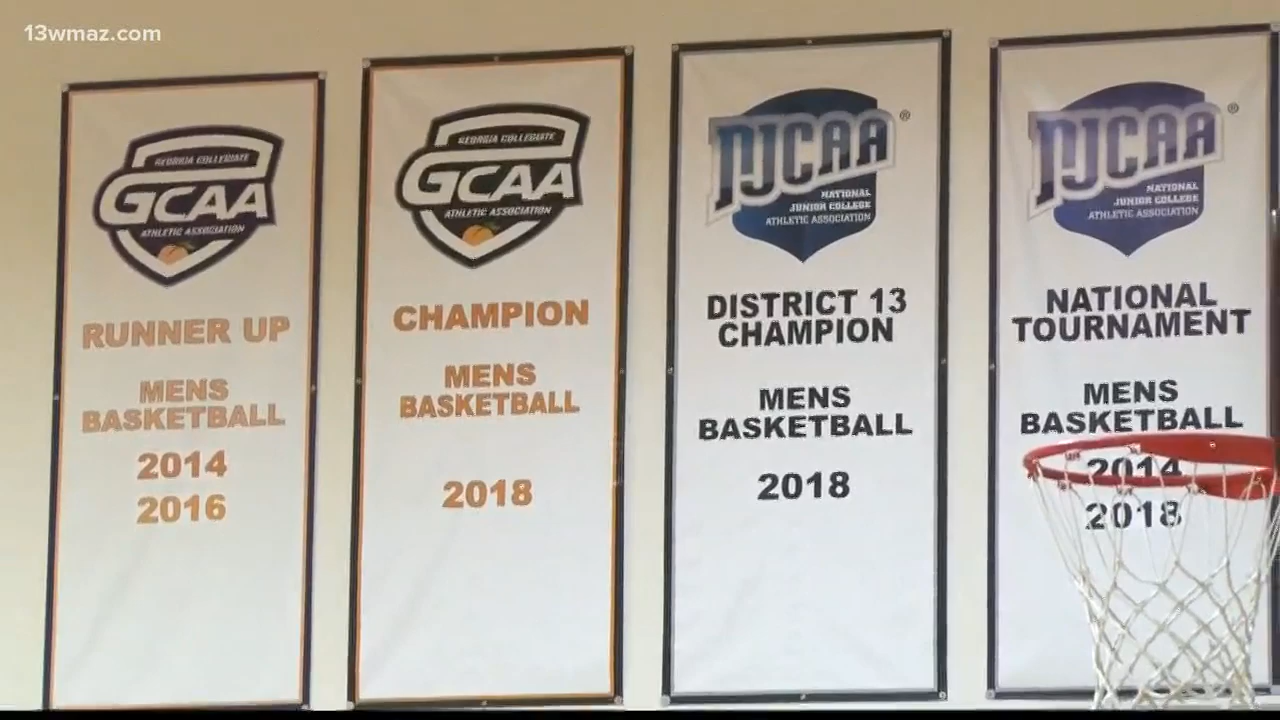 13wmaz.com
GEORGIA COLLEGIATE
GCAA
ATHLETIC ASSOCIATION
RUNNER UP
MENS
BASKETBALL
2014
2016
GEORGIA COLLEGIATE
GCAA
ATHLETIC ASSOCIATION
CHAMPION
MENS
BASKETBALL
2018
NJCAA®
NATIONAL
JUNIOR COLLEGE
ATHLETIC ASSOCIATION
DISTRICT 13
CHAMPION
MENS
BASKETBALL
2018
NJCAA®
NATIONAL
JUNIOR COLLEGE
ATHLETIC ASSOCIATION
NATIONAL
TOURNAMENT
MENS
BASKETBALL
2014
2018